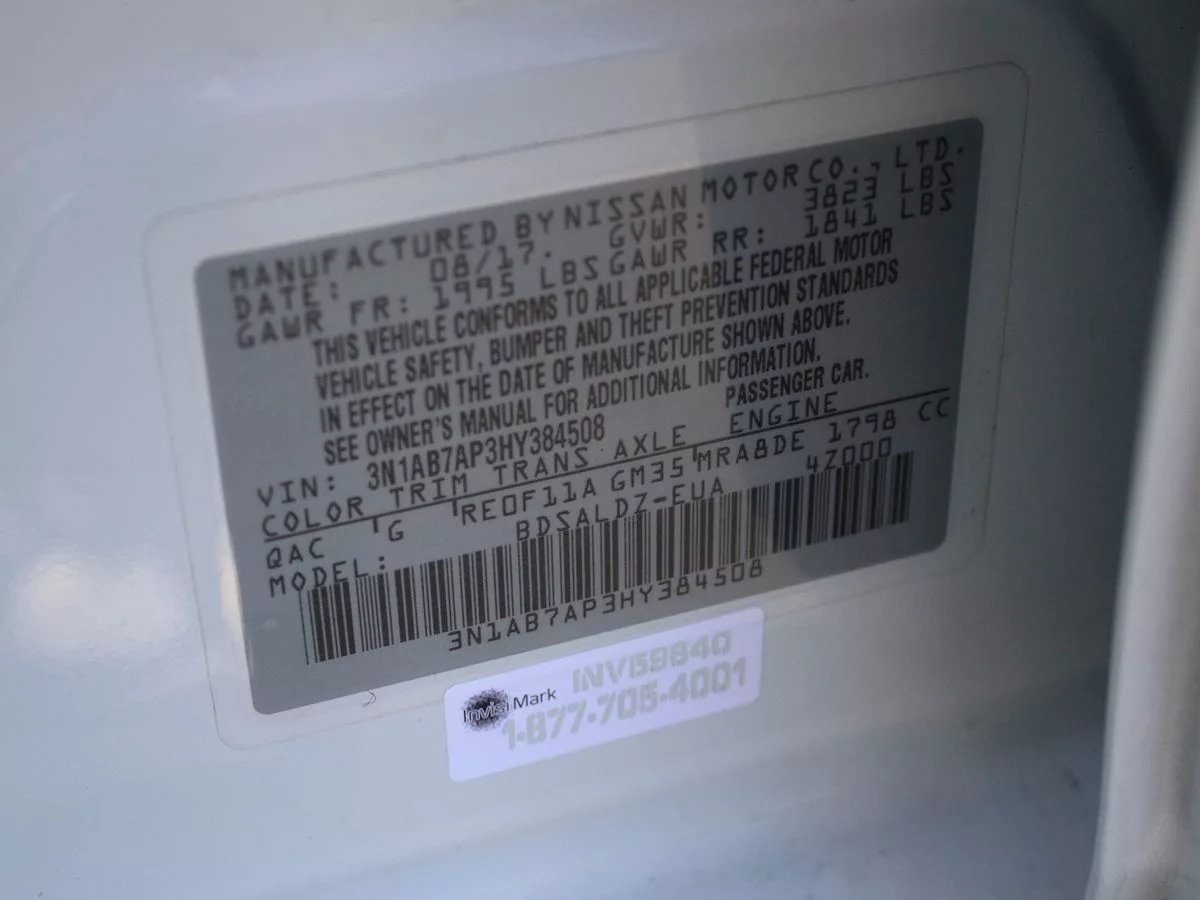 MANUFACTURED BY NISSAN MOTOR CO., LTD.
DATE: 08/17. GVWR: 3823 LBS
GAWR FR: 1995 LBS GAWR RR: 1841 LBS
THIS VEHICLE CONFORMS TO ALL APPLICABLE FEDERAL MOTOR
VEHICLE SAFETY, BUMPER AND THEFT PREVENTION STANDARDS
IN EFFECT ON THE DATE OF MANUFACTURE SHOWN ABOVE.
SEE OWNER'S MANUAL FOR ADDITIONAL INFORMATION.
VIN: 3N1AB7AP3HY384508 PASSENGER CAR.
COLOR TRIM TRANS AXLE ENGINE
QAC G RE0F11A GM35 MRA8DE 1798 CC
MODEL: BDSALDZ-EUA 4Z000
3N1AB7AP3HY384508
InvisiMark INV58840
1-877-705-4001